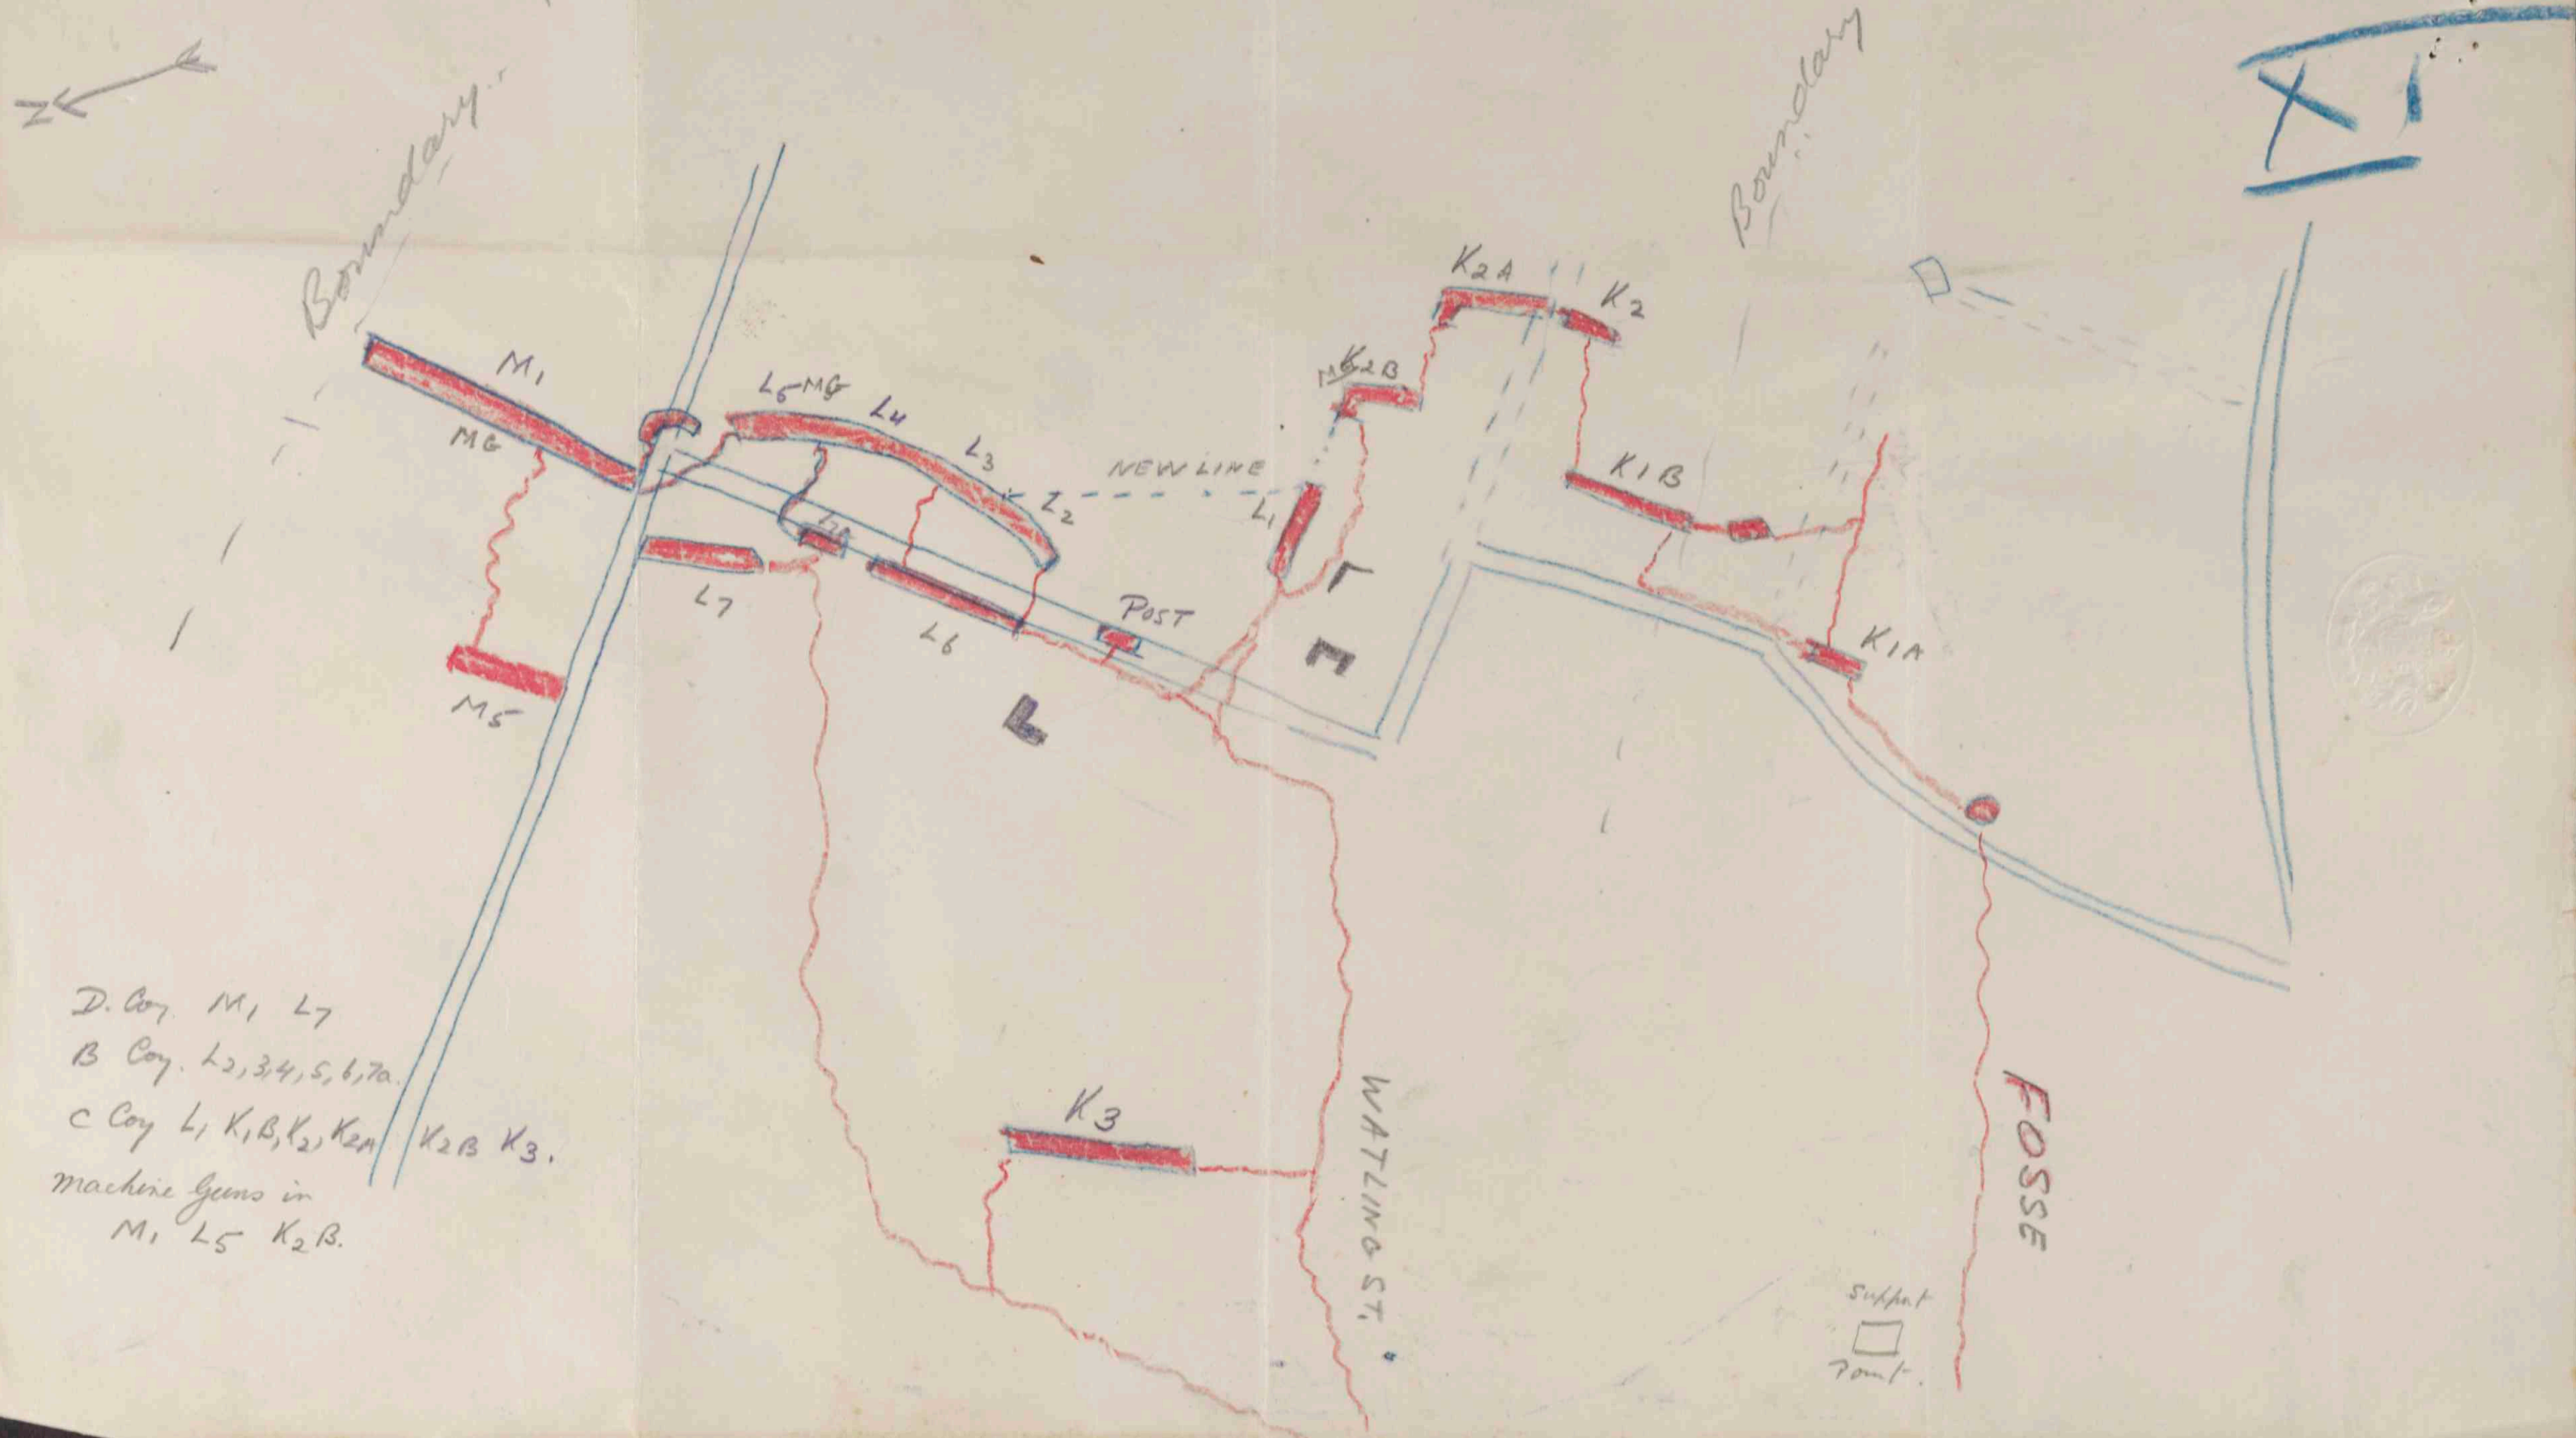 N
Boundary.
Boundary
XI
K2A
K2
K2B
M1
MG
L5 MG
L4
L3
L2
NEW LINE
L1
K1B
L7
L6
POST
K1A
M5
D. Coy. M1 L7
B Coy. L2,3,4,5,6,7a.
C Coy L1 K1B, K2, K2A K2B K3.
Machine Guns in
M1 L5 K2B.
K3
WATLING ST.
FOSSE
Support
Point.